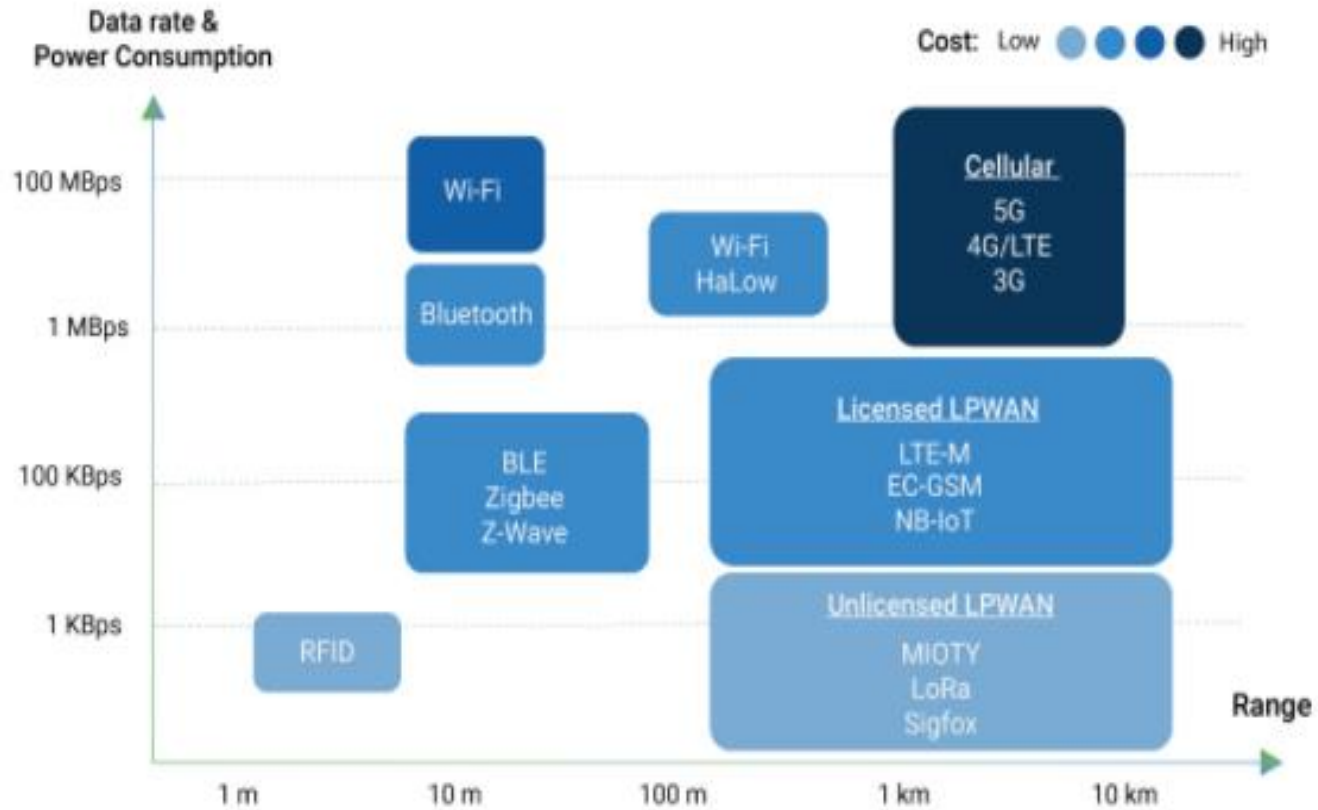 Data rate &
Power Consumption
Cost: Low High
100 MBps
Wi-Fi
Cellular
5G
4G/LTE
3G
Wi-Fi
HaLow
Bluetooth
1 MBps
Licensed LPWAN
LTE-M
EC-GSM
NB-IoT
BLE
Zigbee
Z-Wave
100 KBps
Unlicensed LPWAN
MIOTY
LoRa
Sigfox
1 KBps
RFID
Range
1 m 10 m 100 m 1 km 10 km